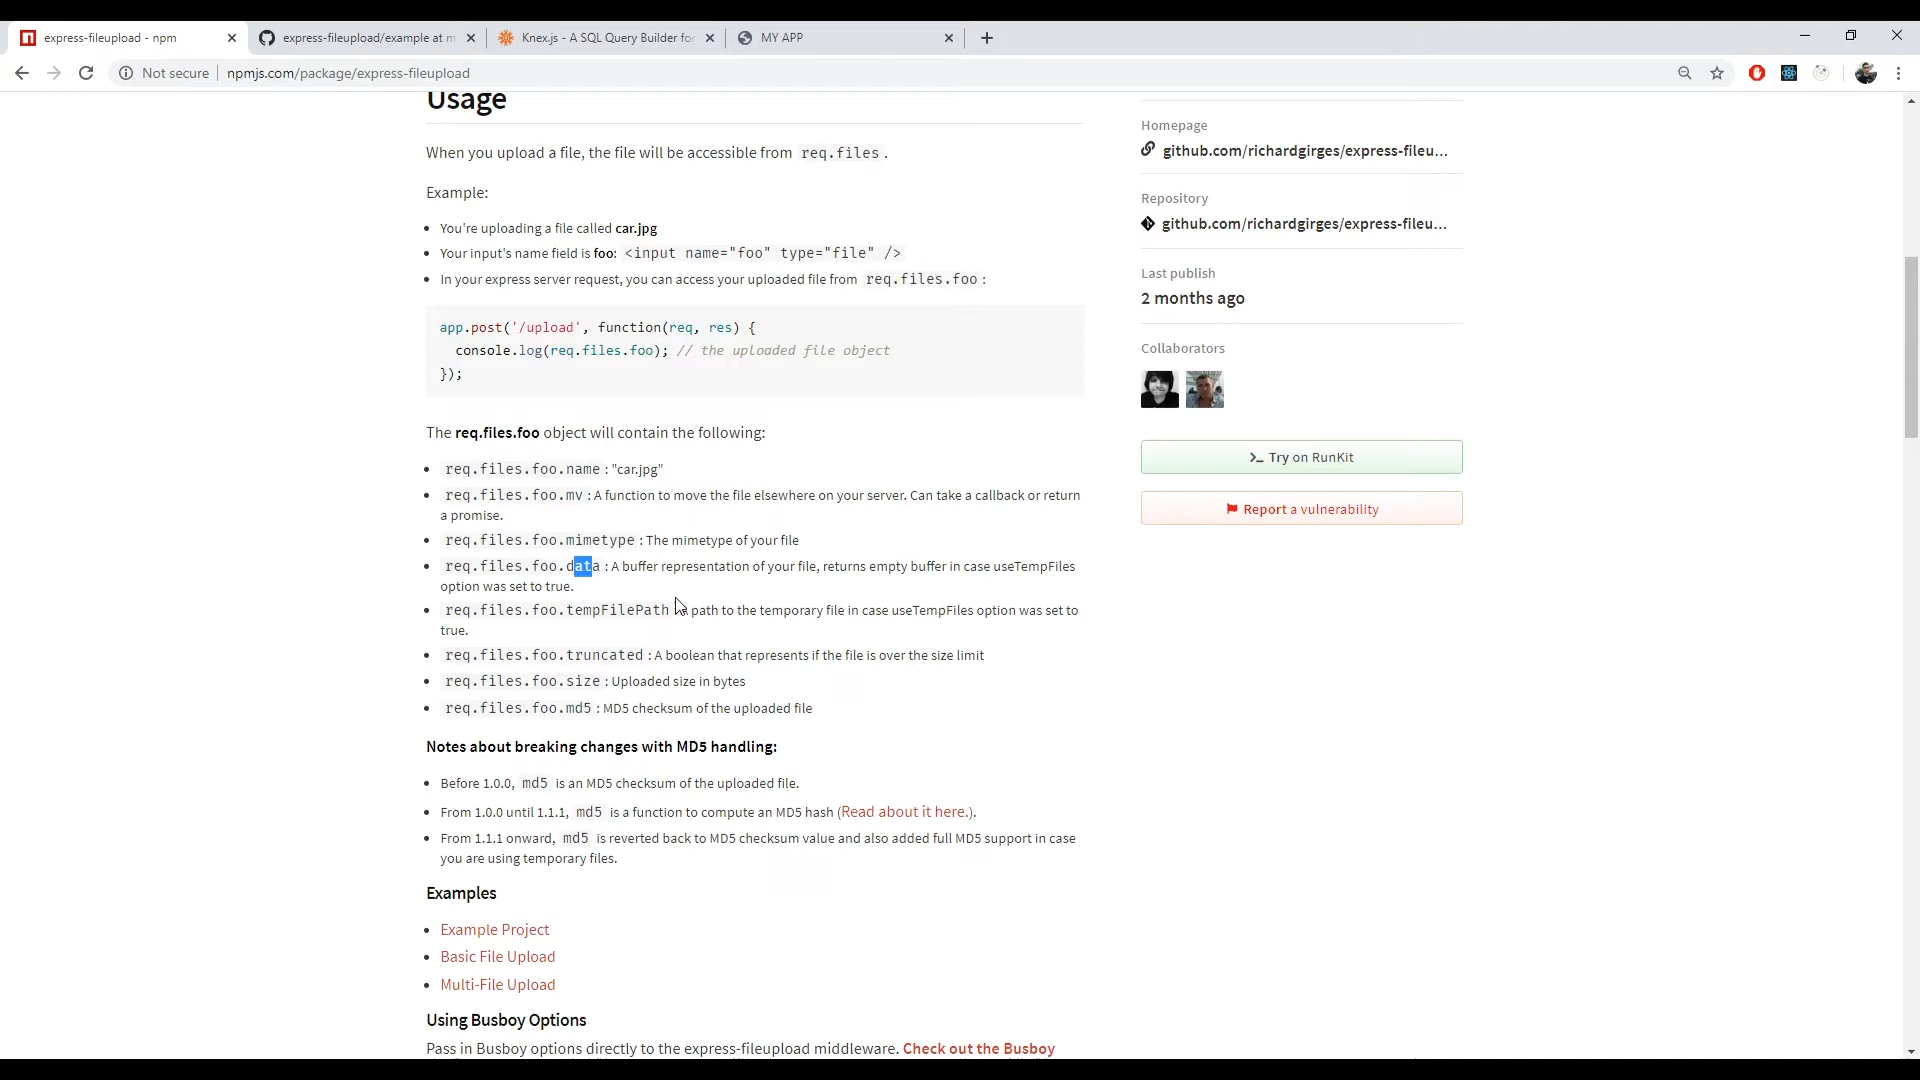 express-fileupload - npm
express-fileupload/example at m
Knex.js - A SQL Query Builder for
MY APP
Not secure
npmjs.com/package/express-fileupload
Usage
When you upload a file, the file will be accessible from req.files .
Example:
You're uploading a file called car.jpg
Your input's name field is foo: <input name="foo" type="file" />
In your express server request, you can access your uploaded file from req.files.foo :
app.post('/upload', function(req, res) {
console.log(req.files.foo); // the uploaded file object
});
The req.files.foo object will contain the following:
req.files.foo.name : "car.jpg"
req.files.foo.mv : A function to move the file elsewhere on your server. Can take a callback or return
a promise.
req.files.foo.mimetype : The mimetype of your file
req.files.foo.data : A buffer representation of your file, returns empty buffer in case useTempFiles
option was set to true.
req.files.foo.tempFilePath path to the temporary file in case useTempFiles option was set to
true.
req.files.foo.truncated : A boolean that represents if the file is over the size limit
req.files.foo.size : Uploaded size in bytes
req.files.foo.md5 : MD5 checksum of the uploaded file
Notes about breaking changes with MD5 handling:
Before 1.0.0, md5 is an MD5 checksum of the uploaded file.
From 1.0.0 until 1.1.1, md5 is a function to compute an MD5 hash (Read about it here.).
From 1.1.1 onward, md5 is reverted back to MD5 checksum value and also added full MD5 support in case
you are using temporary files.
Examples
Example Project
Basic File Upload
Multi-File Upload
Using Busboy Options
Pass in Busboy options directly to the express-fileupload middleware. Check out the Busboy
Homepage
github.com/richardgirges/express-fileu...
Repository
github.com/richardgirges/express-fileu...
Last publish
2 months ago
Collaborators
Try on RunKit
Report a vulnerability